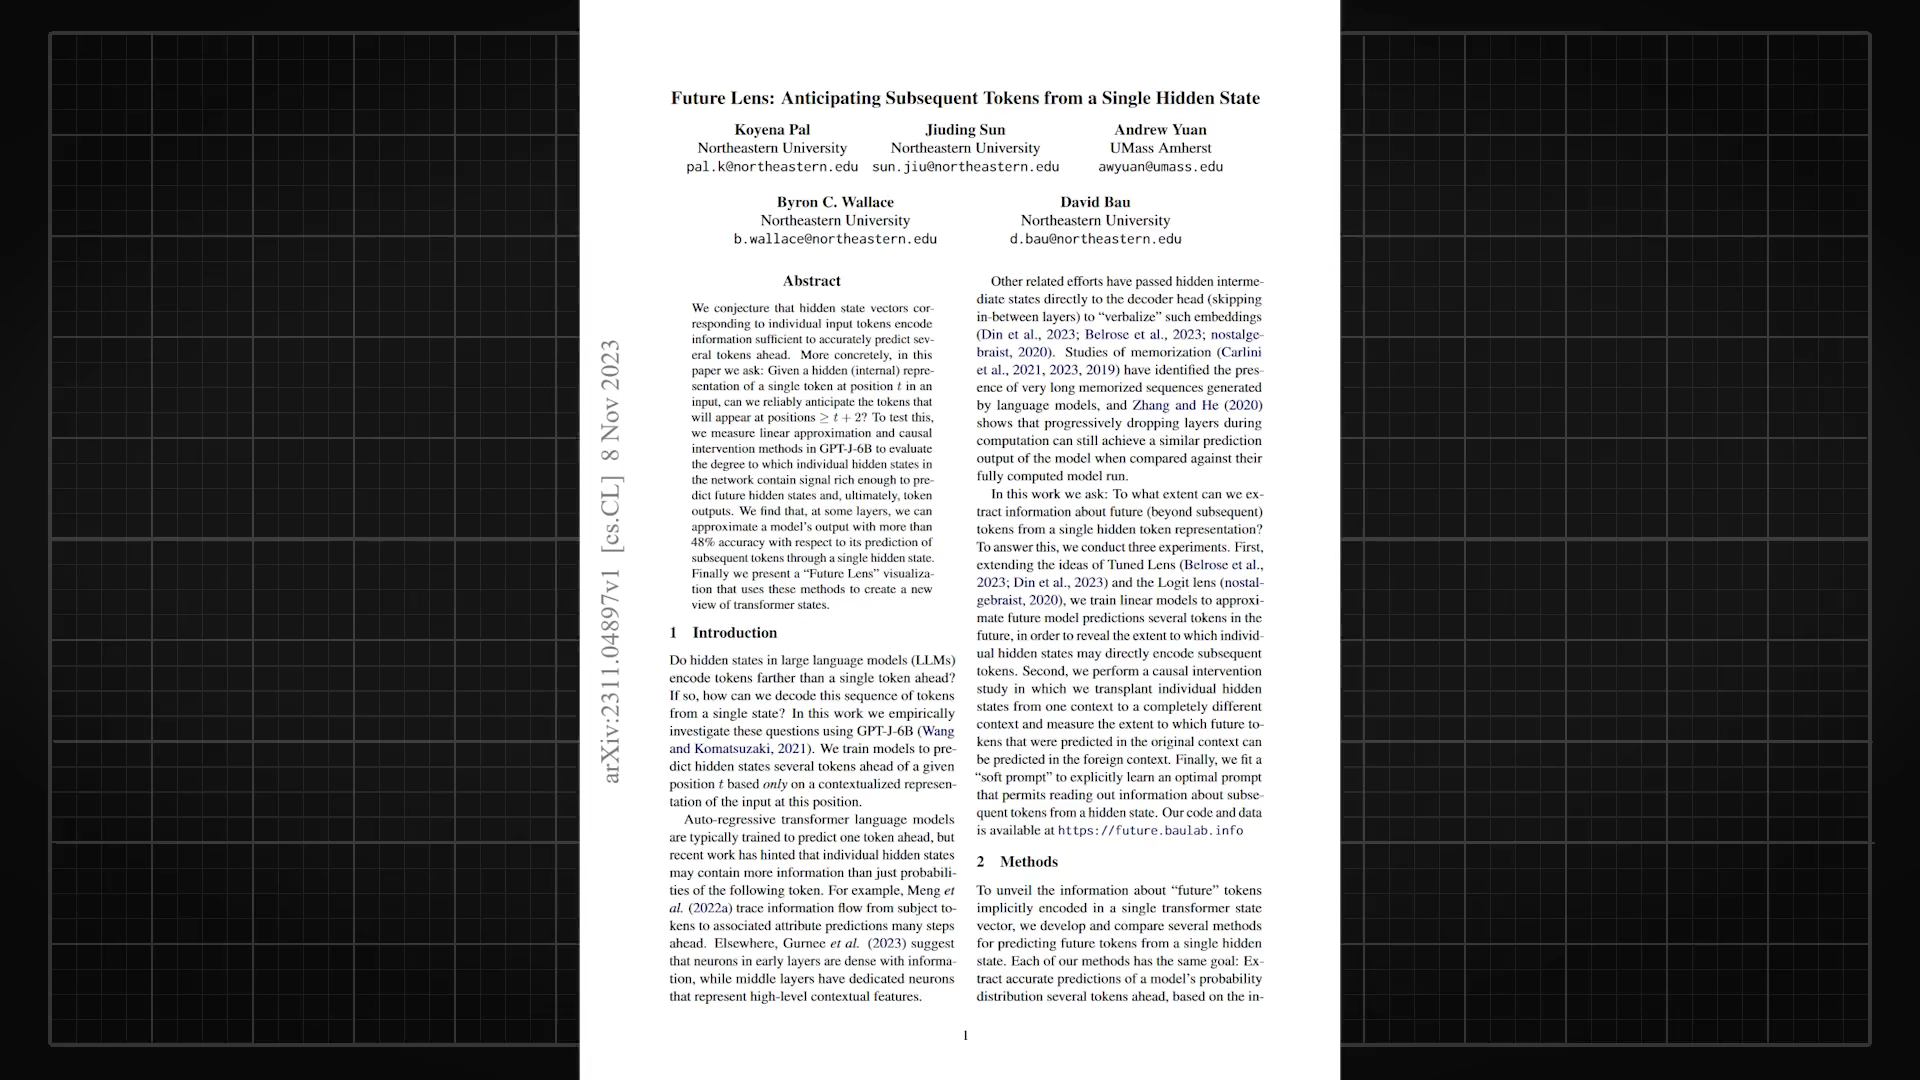 Future Lens: Anticipating Subsequent Tokens from a Single Hidden State
Koyena Pal
Northeastern University
pal.k@northeastern.edu
Jiuding Sun
Northeastern University
sun.jiu@northeastern.edu
Andrew Yuan
UMass Amherst
awyuan@umass.edu
Byron C. Wallace
Northeastern University
b.wallace@northeastern.edu
David Bau
Northeastern University
d.bau@northeastern.edu
arXiv:2311.04897v1 [cs.CL] 8 Nov 2023
Abstract
We conjecture that hidden state vectors cor-
responding to individual input tokens encode
information sufficient to accurately predict sev-
eral tokens ahead. More concretely, in this
paper we ask: Given a hidden (internal) repre-
sentation of a single token at position t in an
input, can we reliably anticipate the tokens that
will appear at positions ≥ t + 2? To test this,
we measure linear approximation and causal
intervention methods in GPT-J-6B to evaluate
the degree to which individual hidden states in
the network contain signal rich enough to pre-
dict future hidden states and, ultimately, token
outputs. We find that, at some layers, we can
approximate a model's output with more than
48% accuracy with respect to its prediction of
subsequent tokens through a single hidden state.
Finally we present a “Future Lens” visualiza-
tion that uses these methods to create a new
view of transformer states.
1 Introduction
Do hidden states in large language models (LLMs)
encode tokens farther than a single token ahead?
If so, how can we decode this sequence of tokens
from a single state? In this work we empirically
investigate these questions using GPT-J-6B (Wang
and Komatsuzaki, 2021). We train models to pre-
dict hidden states several tokens ahead of a given
position t based only on a contextualized represen-
tation of the input at this position.
Auto-regressive transformer language models
are typically trained to predict one token ahead, but
recent work has hinted that individual hidden states
may contain more information than just probabili-
ties of the following token. For example, Meng et
al. (2022a) trace information flow from subject to-
kens to associated attribute predictions many steps
ahead. Elsewhere, Gurnee et al. (2023) suggest
that neurons in early layers are dense with informa-
tion, while middle layers have dedicated neurons
that represent high-level contextual features.
Other related efforts have passed hidden interme-
diate states directly to the decoder head (skipping
in-between layers) to “verbalize” such embeddings
(Din et al., 2023; Belrose et al., 2023; nostalge-
braist, 2020). Studies of memorization (Carlini
et al., 2021, 2023, 2019) have identified the pres-
ence of very long memorized sequences generated
by language models, and Zhang and He (2020)
shows that progressively dropping layers during
computation can still achieve a similar prediction
output of the model when compared against their
fully computed model run.
In this work we ask: To what extent can we ex-
tract information about future (beyond subsequent)
tokens from a single hidden token representation?
To answer this, we conduct three experiments. First,
extending the ideas of Tuned Lens (Belrose et al.,
2023; Din et al., 2023) and the Logit lens (nostal-
gebraist, 2020), we train linear models to approxi-
mate future model predictions several tokens in the
future, in order to reveal the extent to which individ-
ual hidden states may directly encode subsequent
tokens. Second, we perform a causal intervention
study in which we transplant individual hidden
states from one context to a completely different
context and measure the extent to which future to-
kens that were predicted in the original context can
be predicted in the foreign context. Finally, we fit a
“soft prompt” to explicitly learn an optimal prompt
that permits reading out information about subse-
quent tokens from a hidden state. Our code and data
is available at https://future.baulab.info
2 Methods
To unveil the information about “future” tokens
implicitly encoded in a single transformer state
vector, we develop and compare several methods
for predicting future tokens from a single hidden
state. Each of our methods has the same goal: Ex-
tract accurate predictions of a model's probability
distribution several tokens ahead, based on the in-
1